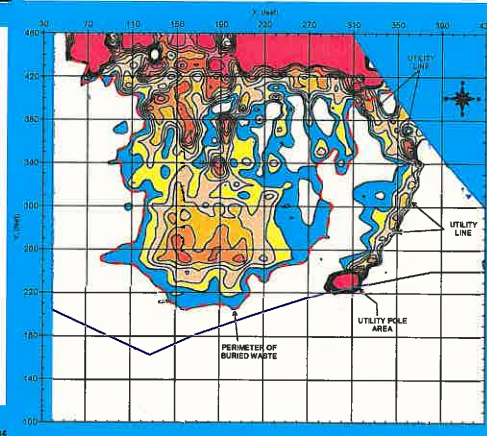 X, (feet)
30 70 110 150 190 230 270 310 350 390
460
420
380
340
300
260
220
180
140
100
Y, (feet)
UTILITY
LINE
UTILITY
LINE
UTILITY POLE
AREA
PERIMETER OF
BURIED WASTE